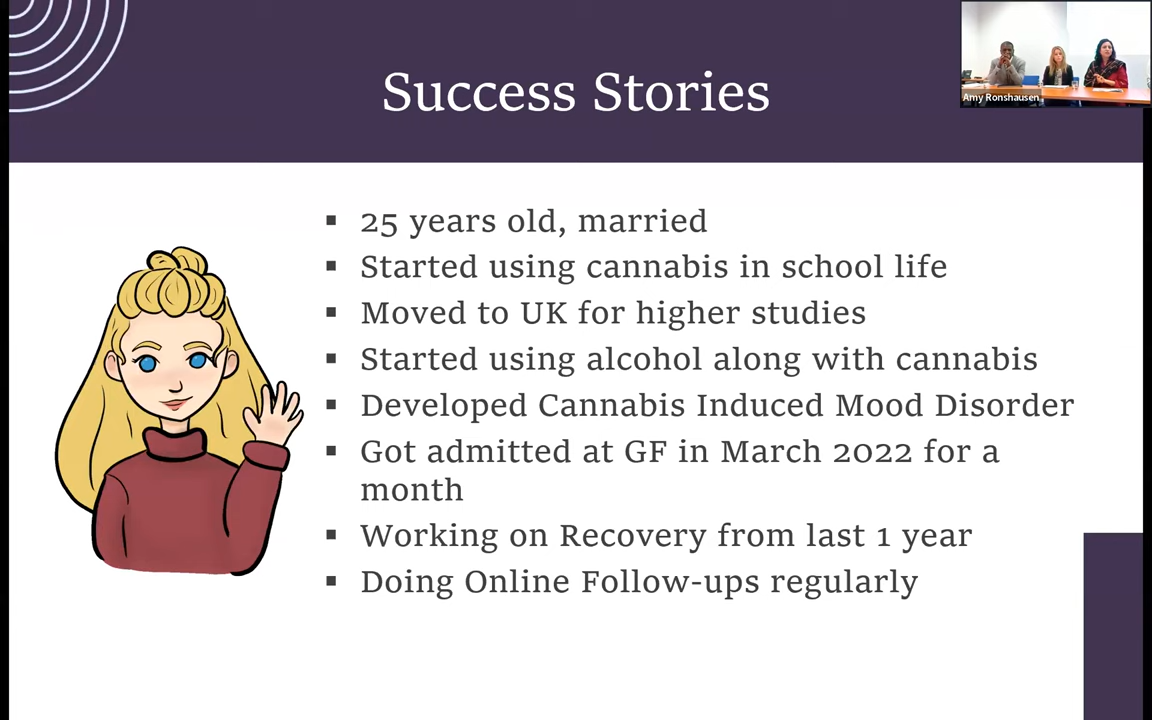 Success Stories
Amy Ronshausen
▪ 25 years old, married
▪ Started using cannabis in school life
▪ Moved to UK for higher studies
▪ Started using alcohol along with cannabis
▪ Developed Cannabis Induced Mood Disorder
▪ Got admitted at GF in March 2022 for a
month
▪ Working on Recovery from last 1 year
▪ Doing Online Follow-ups regularly